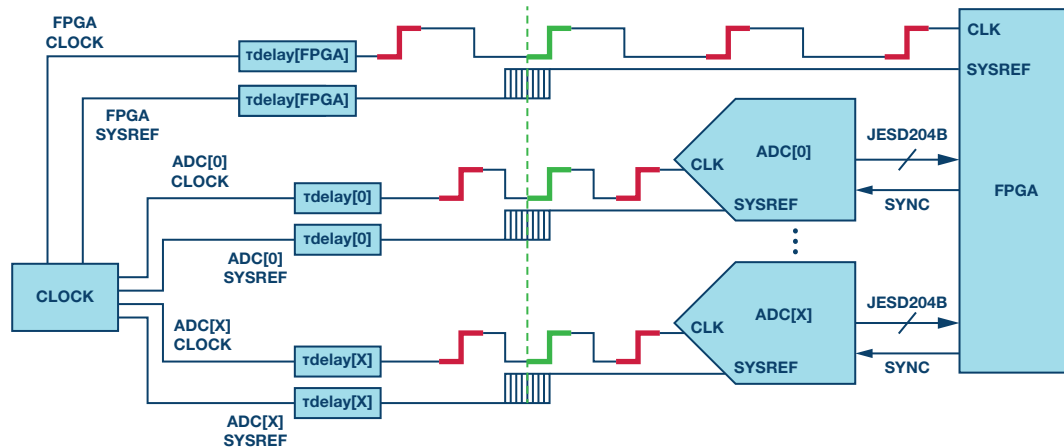 FPGA
CLOCK
τdelay[FPGA]
CLK
SYSREF
τdelay[FPGA]
FPGA
SYSREF
ADC[0]
CLOCK
τdelay[0]
CLK
ADC[0]
SYSREF
JESD204B
SYNC
FPGA
τdelay[0]
ADC[0]
SYSREF
CLOCK
ADC[X]
CLOCK
τdelay[X]
CLK
ADC[X]
SYSREF
JESD204B
SYNC
τdelay[X]
ADC[X]
SYSREF